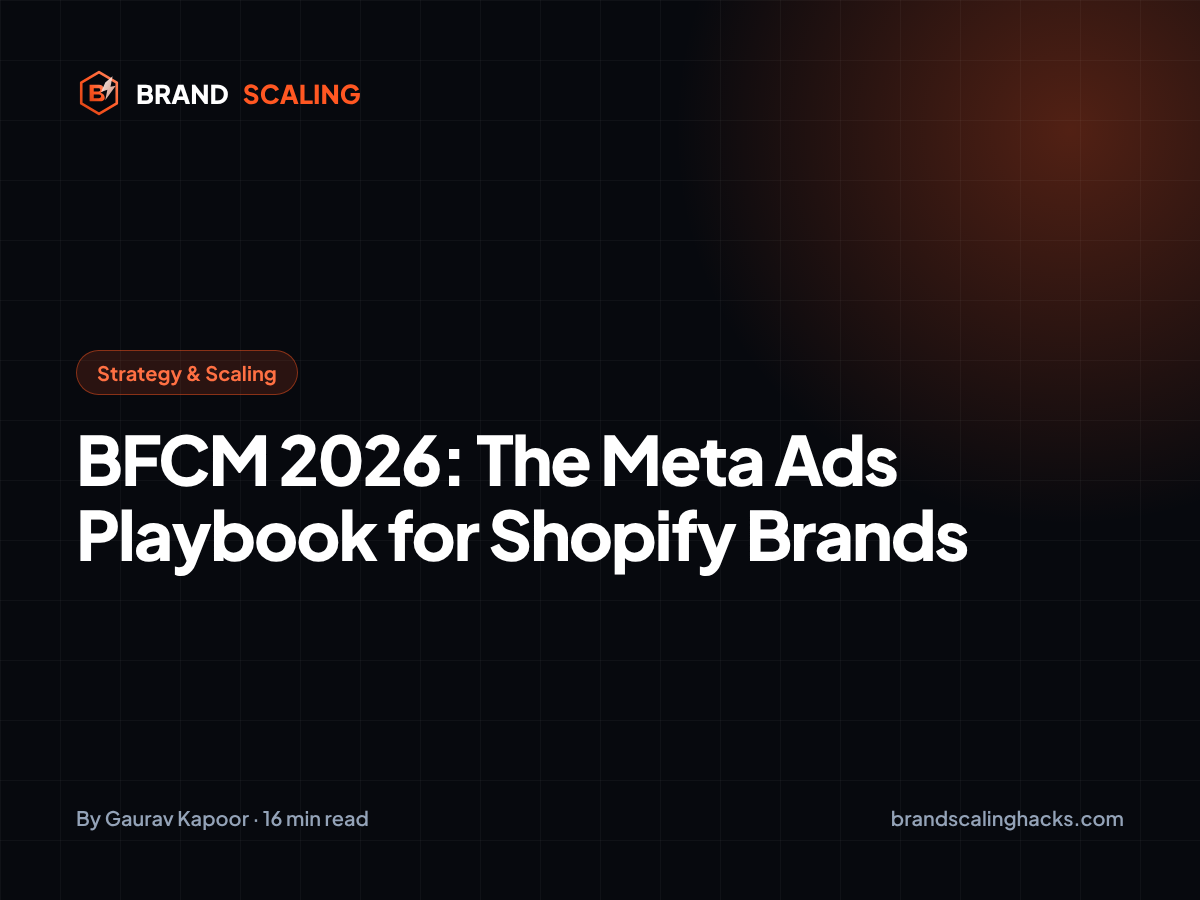 BRAND SCALING
Strategy & Scaling
BFCM 2026: The Meta Ads
Playbook for Shopify Brands
By Gaurav Kapoor · 16 min read
brandscalinghacks.com